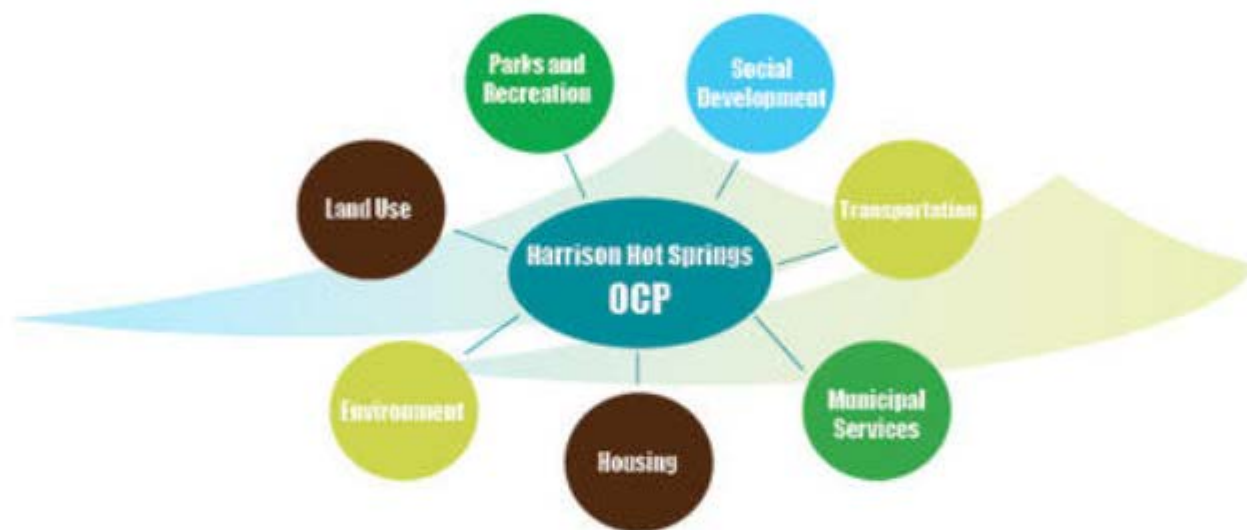 Parks and
Recreation
Social
Development
Land Use
Transportation
Harrison Hot Springs
OCP
Environment
Municipal
Services
Housing